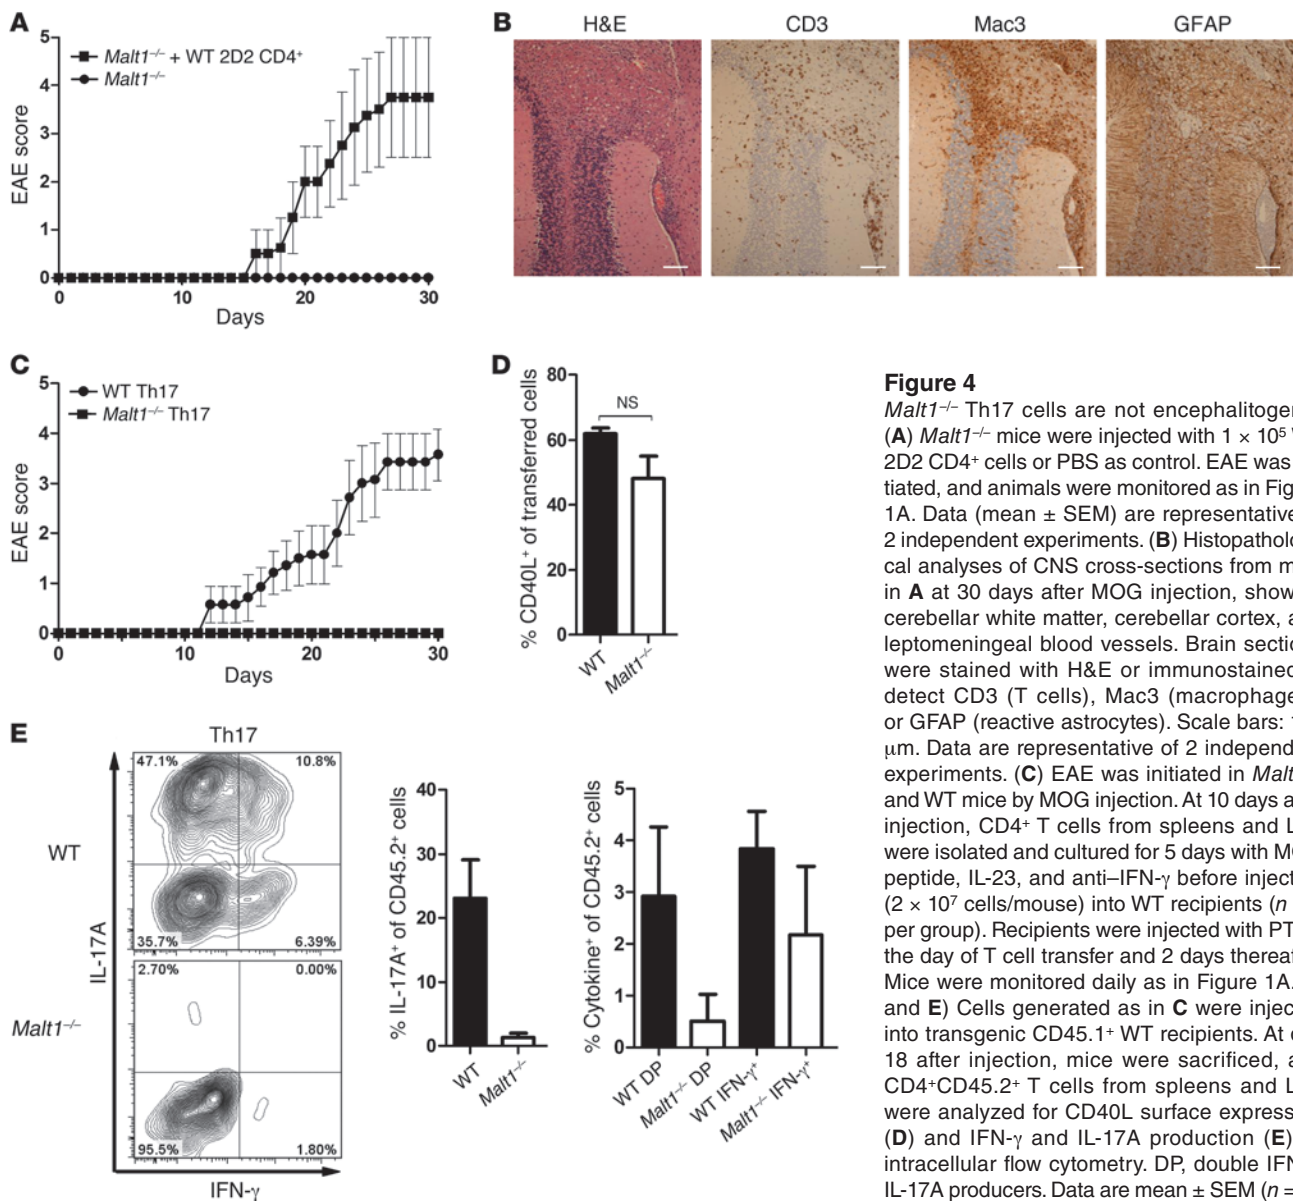 A
5
4
3
2
1
0
EAE score
Malt1–/– + WT 2D2 CD4+
Malt1–/–
0 10 20 30
Days
B
H&E CD3 Mac3 GFAP
C
5
4
3
2
1
0
EAE score
WT Th17
Malt1–/– Th17
0 10 20 30
Days
D
80
60
40
20
0
% CD40L+ of transferred cells
NS
WT Malt1–/–
E
Th17
WT
47.1% 10.8%
35.7% 6.39%
Malt1–/–
2.70% 0.00%
95.5% 1.80%
IL-17A
IFN-γ
40
30
20
10
0
% IL-17A+ of CD45.2+ cells
WT Malt1–/–
5
4
3
2
1
0
% Cytokine+ of CD45.2+ cells
WT DP Malt1–/– DP WT IFN-γ+ Malt1–/– IFN-γ+
Figure 4
Malt1–/– Th17 cells are not encephalitoger
(A) Malt1–/– mice were injected with 1 × 10⁵
2D2 CD4+ cells or PBS as control. EAE was
tiated, and animals were monitored as in Fig
1A. Data (mean ± SEM) are representative
2 independent experiments. (B) Histopatholo
cal analyses of CNS cross-sections from m
in A at 30 days after MOG injection, show
cerebellar white matter, cerebellar cortex, a
leptomeningeal blood vessels. Brain sectio
were stained with H&E or immunostained
detect CD3 (T cells), Mac3 (macrophage
or GFAP (reactive astrocytes). Scale bars: 1
μm. Data are representative of 2 independ
experiments. (C) EAE was initiated in Malt
and WT mice by MOG injection. At 10 days a
injection, CD4+ T cells from spleens and L
were isolated and cultured for 5 days with M
peptide, IL-23, and anti–IFN-γ before inject
(2 × 10⁷ cells/mouse) into WT recipients (n
per group). Recipients were injected with PT
the day of T cell transfer and 2 days thereaf
Mice were monitored daily as in Figure 1A.
and E) Cells generated as in C were injec
into transgenic CD45.1+ WT recipients. At
18 after injection, mice were sacrificed, a
CD4+CD45.2+ T cells from spleens and L
were analyzed for CD40L surface express
(D) and IFN-γ and IL-17A production (E)
intracellular flow cytometry. DP, double IFN
IL-17A producers. Data are mean ± SEM (n =